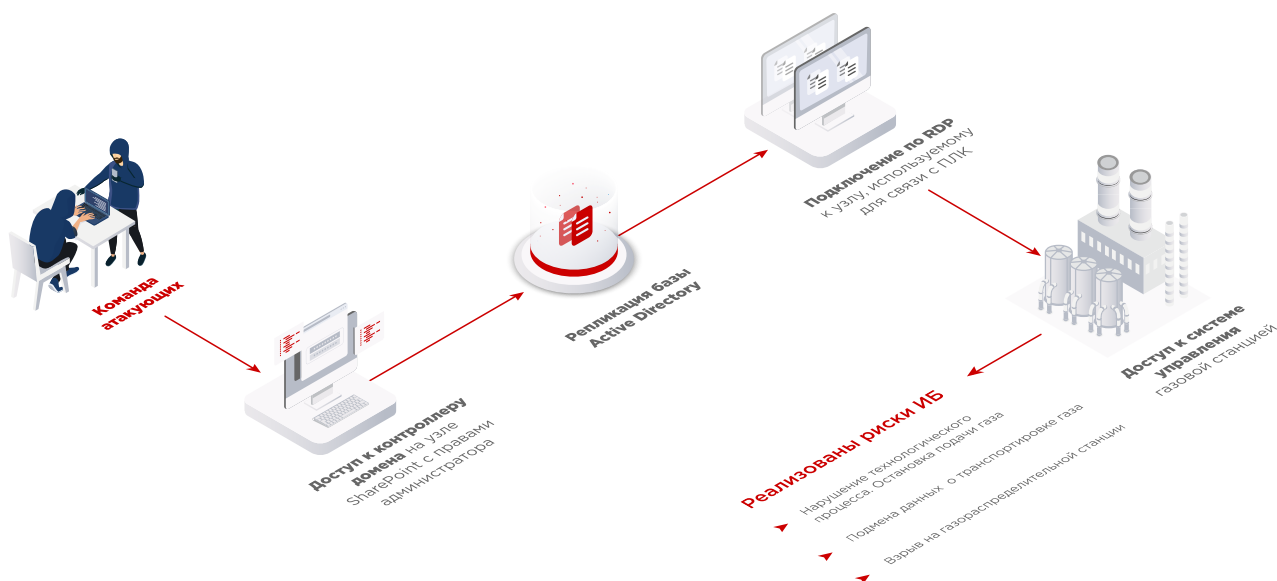 Команда
атакующих
Доступ к контроллеру
домена на узле
SharePoint с правами
администратора
Репликация базы
Active Directory
Подключение по RDP
к узлу, используемому
для связи с ПЛК
Доступ к системе
управления
газовой станцией
Реализованы риски ИБ
Нарушение технологического
процесса. Остановка подачи газа
Подмена данных о транспортировке газа
Взрыв на газораспределительной станции